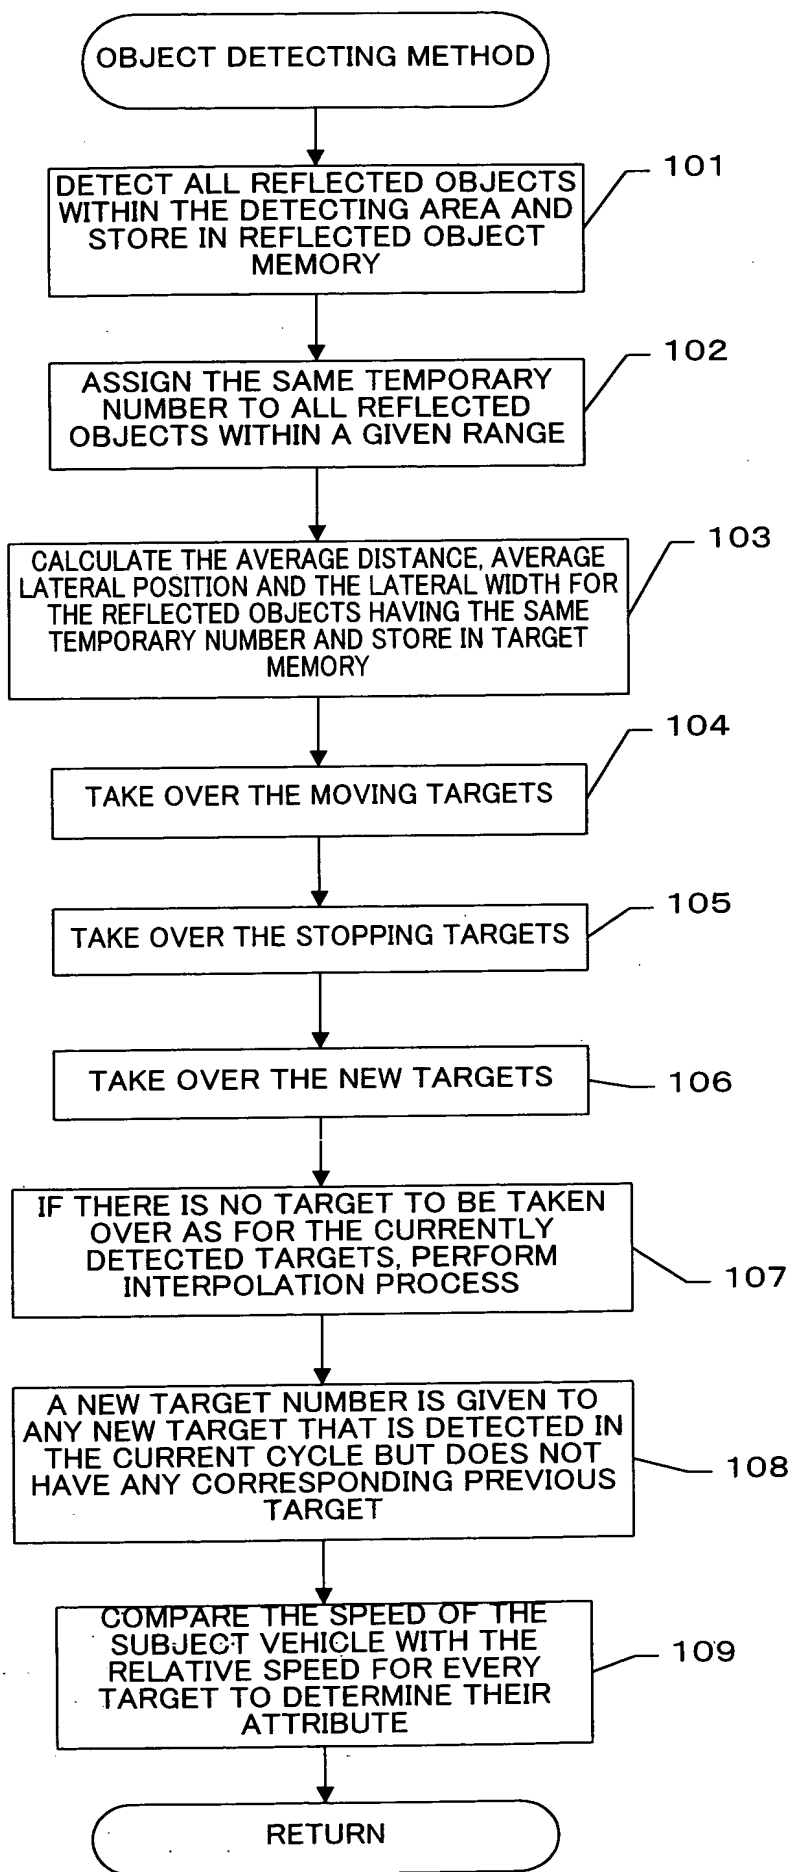 OBJECT DETECTING METHOD
DETECT ALL REFLECTED OBJECTS
WITHIN THE DETECTING AREA AND
STORE IN REFLECTED OBJECT
MEMORY
101
ASSIGN THE SAME TEMPORARY
NUMBER TO ALL REFLECTED
OBJECTS WITHIN A GIVEN RANGE
102
CALCULATE THE AVERAGE DISTANCE, AVERAGE
LATERAL POSITION AND THE LATERAL WIDTH FOR
THE REFLECTED OBJECTS HAVING THE SAME
TEMPORARY NUMBER AND STORE IN TARGET
MEMORY
103
TAKE OVER THE MOVING TARGETS
104
TAKE OVER THE STOPPING TARGETS
105
TAKE OVER THE NEW TARGETS
106
IF THERE IS NO TARGET TO BE TAKEN
OVER AS FOR THE CURRENTLY
DETECTED TARGETS, PERFORM
INTERPOLATION PROCESS
107
A NEW TARGET NUMBER IS GIVEN TO
ANY NEW TARGET THAT IS DETECTED IN
THE CURRENT CYCLE BUT DOES NOT
HAVE ANY CORRESPONDING PREVIOUS
TARGET
108
COMPARE THE SPEED OF THE
SUBJECT VEHICLE WITH THE
RELATIVE SPEED FOR EVERY
TARGET TO DETERMINE THEIR
ATTRIBUTE
109
RETURN